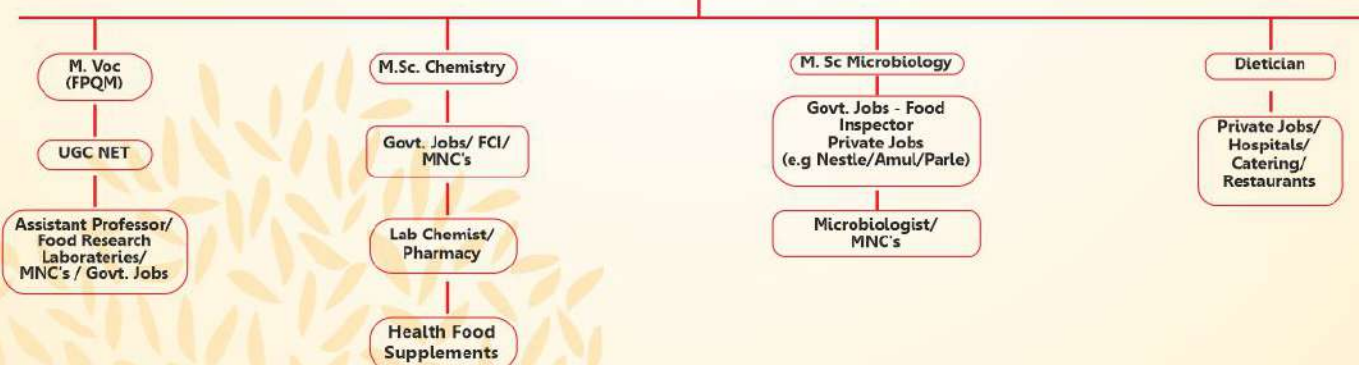 M. Voc
(FPQM)
UGC NET
Assistant Professor/
Food Research
Laborateries/
MNC's / Govt. Jobs
M.Sc. Chemistry
Govt. Jobs/ FCI/
MNC's
Lab Chemist/
Pharmacy
Health Food
Supplements
M. Sc Microbiology
Govt. Jobs - Food
Inspector
Private Jobs
(e.g Nestle/Amul/Parle)
Microbiologist/
MNC's
Dietician
Private Jobs/
Hospitals/
Catering/
Restaurants